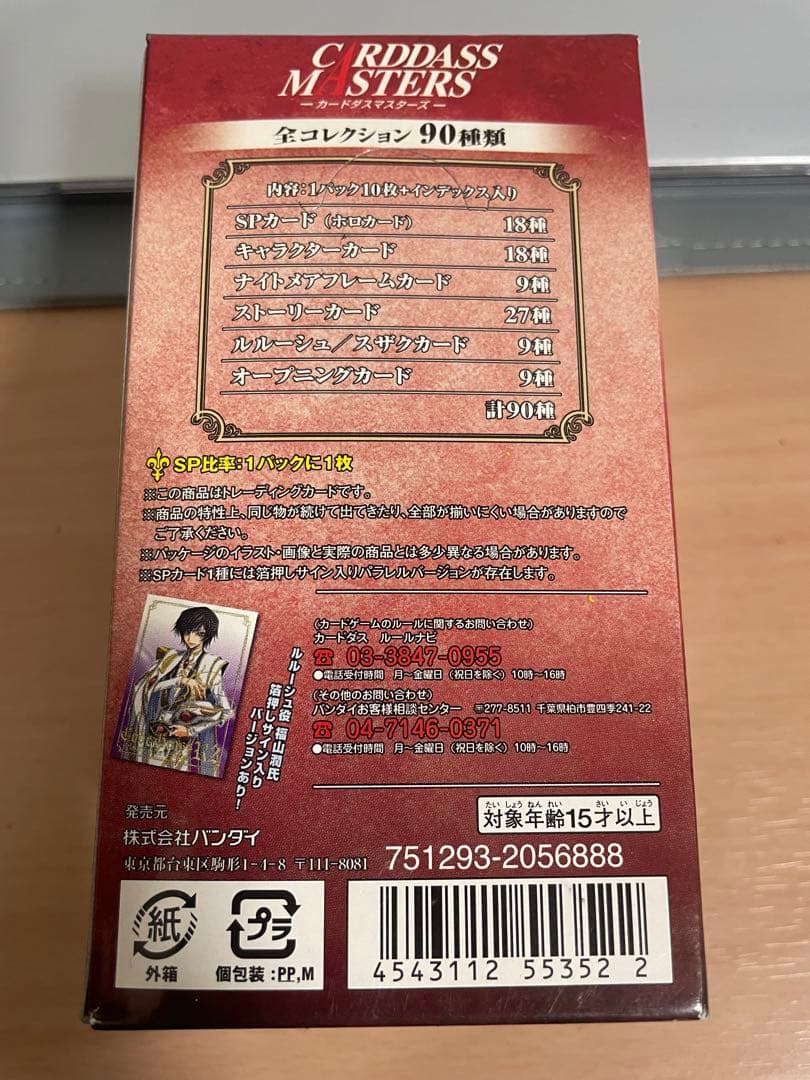 CARDDASS
MASTERS
カードダスマスターズ
全コレクション 90種類
内容:1パック10枚+インデックス入り
SPカード(ホロカード) 18種
キャラクターカード 18種
ナイトメアフレームカード 9種
ストーリーカード 27種
ルルーシュ/スザクカード 9種
オープニングカード 9種
計90種
SP比率:1パックに1枚
※この商品はトレーディングカードです。
※商品の特性上、同じ物が続けて出てきたり、全部が揃いにくい場合がありますので
ご了承ください。
※パッケージのイラスト・画像と実際の商品とは多少異なる場合があります。
※SPカード1種には箔押しサイン入りパラレルバージョンが存在します。
ルルーシュ役 福山潤氏
箔押しサイン入り
バージョンあり!
〈カードゲームのルールに関するお問い合わせ〉
カードダス ルールナビ
☎ 03-3847-0955
●電話受付時間 月〜金曜日(祝日を除く)10時〜16時
〈その他のお問い合わせ〉
バンダイお客様相談センター 〒277-8511 千葉県柏市豊四季241-22
☎ 04-7146-0371
●電話受付時間 月〜金曜日(祝日を除く)10時〜16時
発売元
株式会社バンダイ
東京都台東区駒形1-4-8 〒111-8081
たいしょうねんれい さいいじょう
対象年齢15才以上
751293-2056888
紙
外箱
プラ
個包装:PP,M
4543112 55352 2